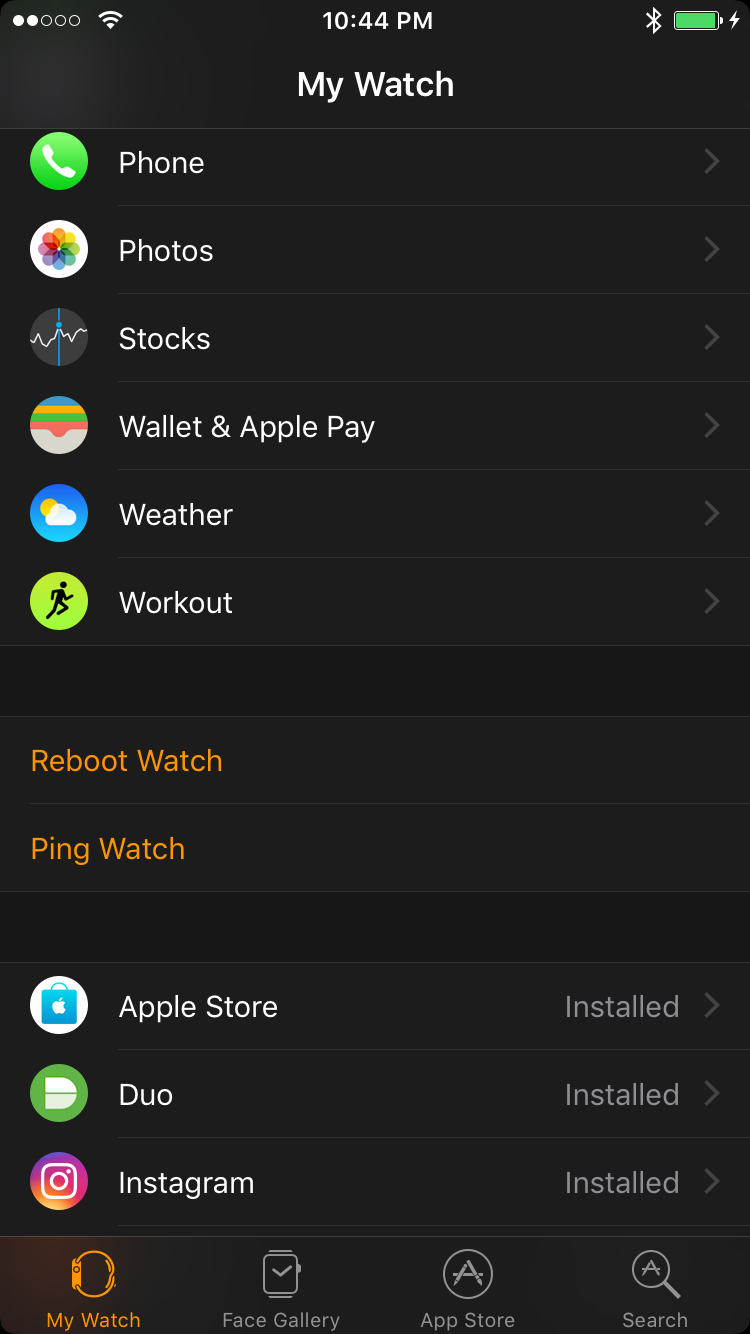 10:44 PM
My Watch
Phone
Photos
Stocks
Wallet & Apple Pay
Weather
Workout
Reboot Watch
Ping Watch
Apple Store Installed
Duo Installed
Instagram Installed
My Watch Face Gallery App Store Search